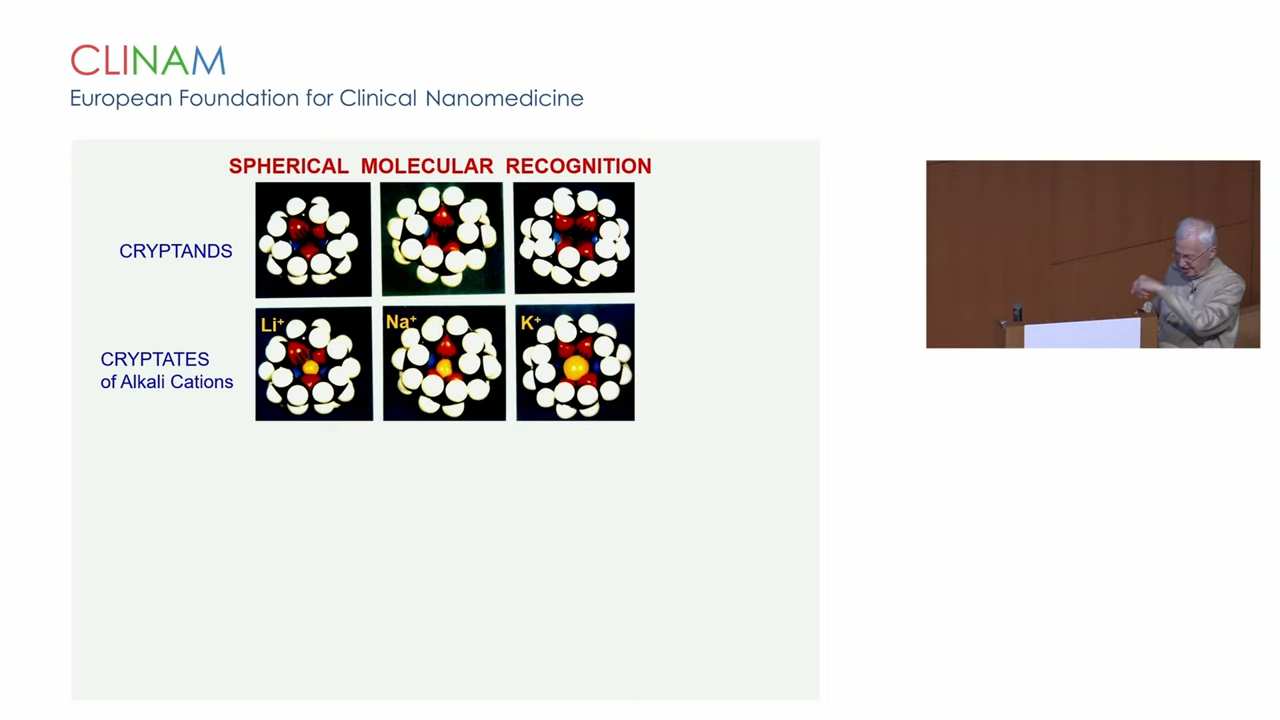 CLINAM
European Foundation for Clinical Nanomedicine
SPHERICAL MOLECULAR RECOGNITION
CRYPTANDS
Li⁺
Na⁺
K⁺
CRYPTATES
of Alkali Cations